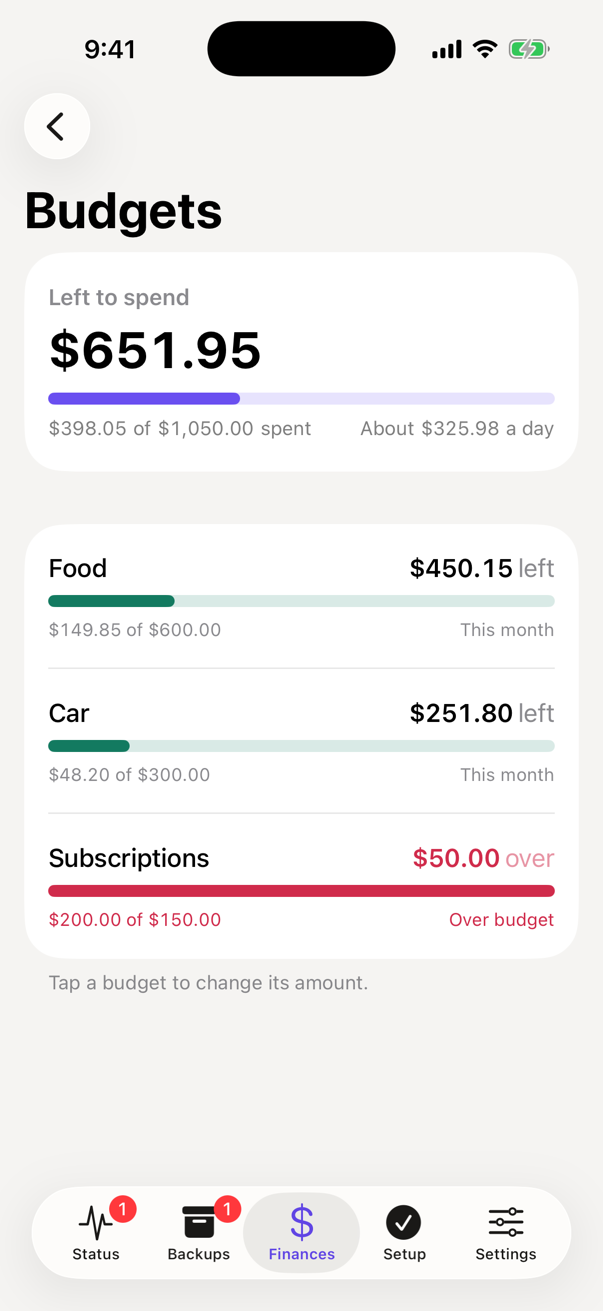 9:41
Budgets
Left to spend
$651.95
$398.05 of $1,050.00 spent About $325.98 a day
Food $450.15 left
$149.85 of $600.00 This month
Car $251.80 left
$48.20 of $300.00 This month
Subscriptions $50.00 over
$200.00 of $150.00 Over budget
Tap a budget to change its amount.
1 1
Status Backups Finances Setup Settings